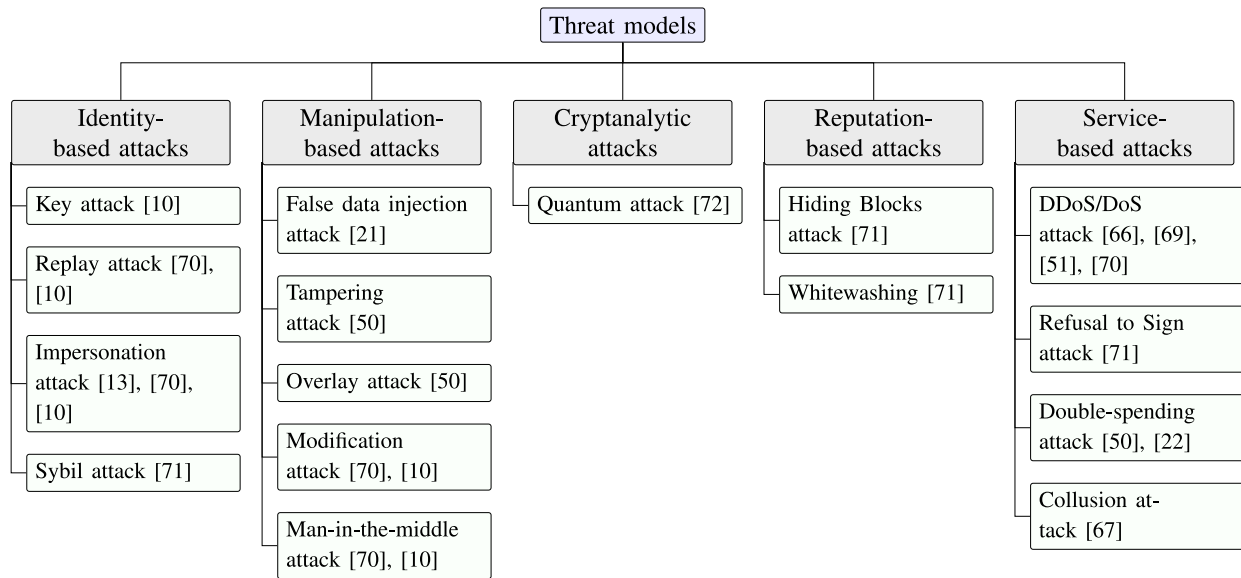 Threat models
Identity-
based attacks
Key attack [10]
Replay attack [70],
[10]
Impersonation
attack [13], [70],
[10]
Sybil attack [71]
Manipulation-
based attacks
False data injection
attack [21]
Tampering
attack [50]
Overlay attack [50]
Modification
attack [70], [10]
Man-in-the-middle
attack [70], [10]
Cryptanalytic
attacks
Quantum attack [72]
Reputation-
based attacks
Hiding Blocks
attack [71]
Whitewashing [71]
Service-
based attacks
DDoS/DoS
attack [66], [69],
[51], [70]
Refusal to Sign
attack [71]
Double-spending
attack [50], [22]
Collusion at-
tack [67]